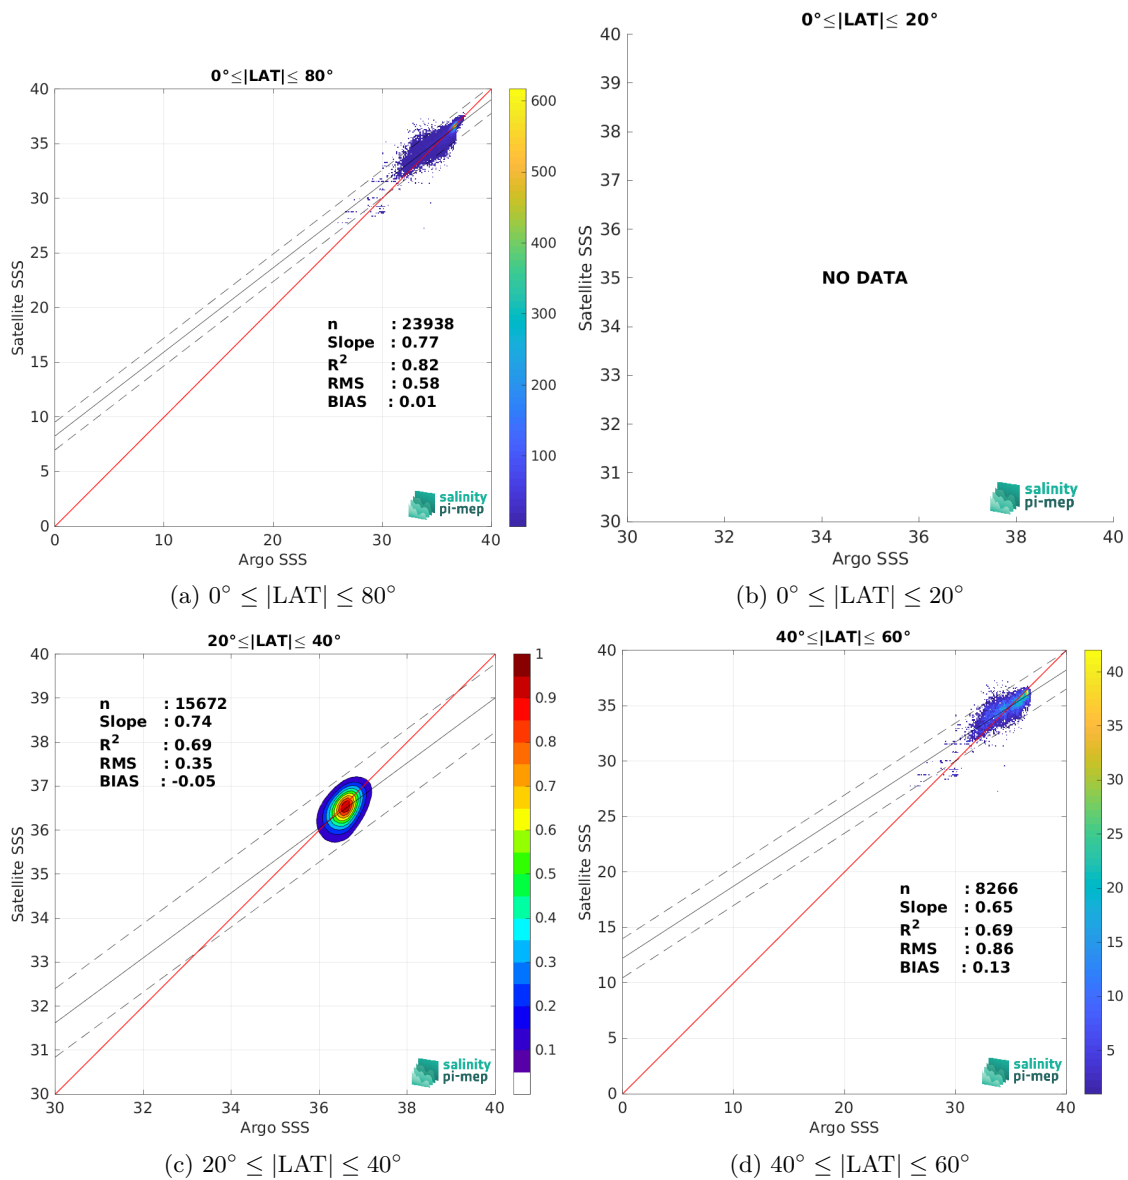 0°≤|LAT|≤ 80°
40
35
30
25
20
15
10
5
0
0
10
20
30
40
Satellite SSS
Argo SSS
n : 23938
Slope : 0.77
R² : 0.82
RMS : 0.58
BIAS : 0.01
salinity
pi-mep
600
500
400
300
200
100
(a) 0° ≤ |LAT| ≤ 80°
0°≤|LAT|≤ 20°
40
39
38
37
36
35
34
33
32
31
30
30
32
34
36
38
40
Satellite SSS
Argo SSS
NO DATA
salinity
pi-mep
(b) 0° ≤ |LAT| ≤ 20°
20°≤|LAT|≤ 40°
40
39
38
37
36
35
34
33
32
31
30
30
32
34
36
38
40
Satellite SSS
Argo SSS
n : 15672
Slope : 0.74
R² : 0.69
RMS : 0.35
BIAS : -0.05
salinity
pi-mep
1
0.9
0.8
0.7
0.6
0.5
0.4
0.3
0.2
0.1
(c) 20° ≤ |LAT| ≤ 40°
40°≤|LAT|≤ 60°
40
35
30
25
20
15
10
5
0
0
10
20
30
40
Satellite SSS
Argo SSS
n : 8266
Slope : 0.65
R² : 0.69
RMS : 0.86
BIAS : 0.13
salinity
pi-mep
40
35
30
25
20
15
10
5
(d) 40° ≤ |LAT| ≤ 60°